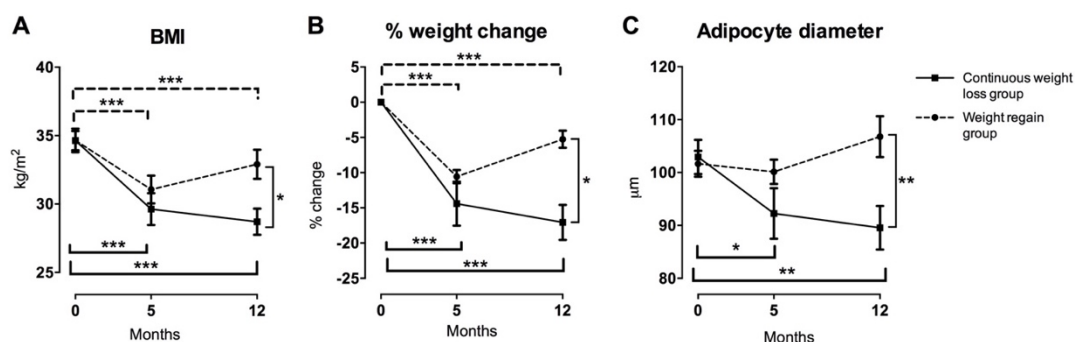 A
BMI
kg/m²
40
35
30
25
***
***
*
***
***
0
5
12
Months
B
% weight change
% change
5
0
-5
-10
-15
-20
-25
***
***
*
***
***
0
5
12
Months
C
Adipocyte diameter
μm
120
110
100
90
80
**
*
**
0
5
12
Months
Continuous weight
loss group
Weight regain
group